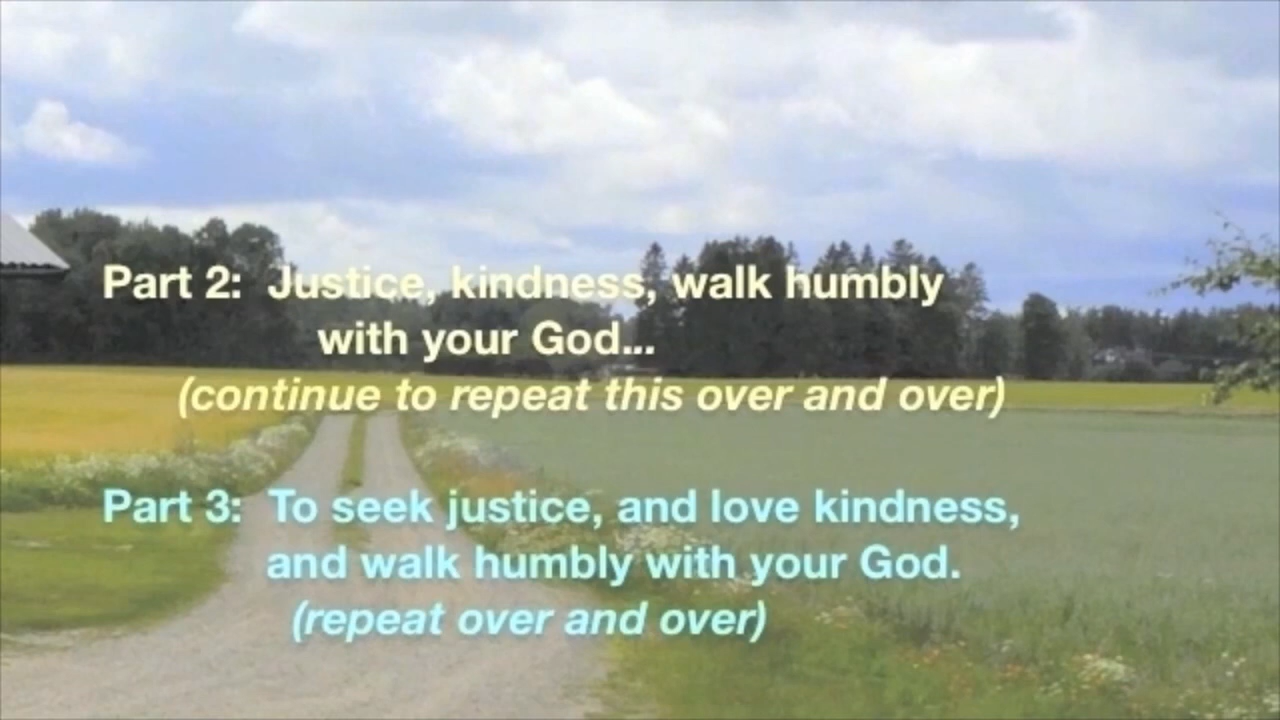 Part 2: Justice, kindness, walk humbly
with your God...
(continue to repeat this over and over)
Part 3: To seek justice, and love kindness,
and walk humbly with your God.
(repeat over and over)